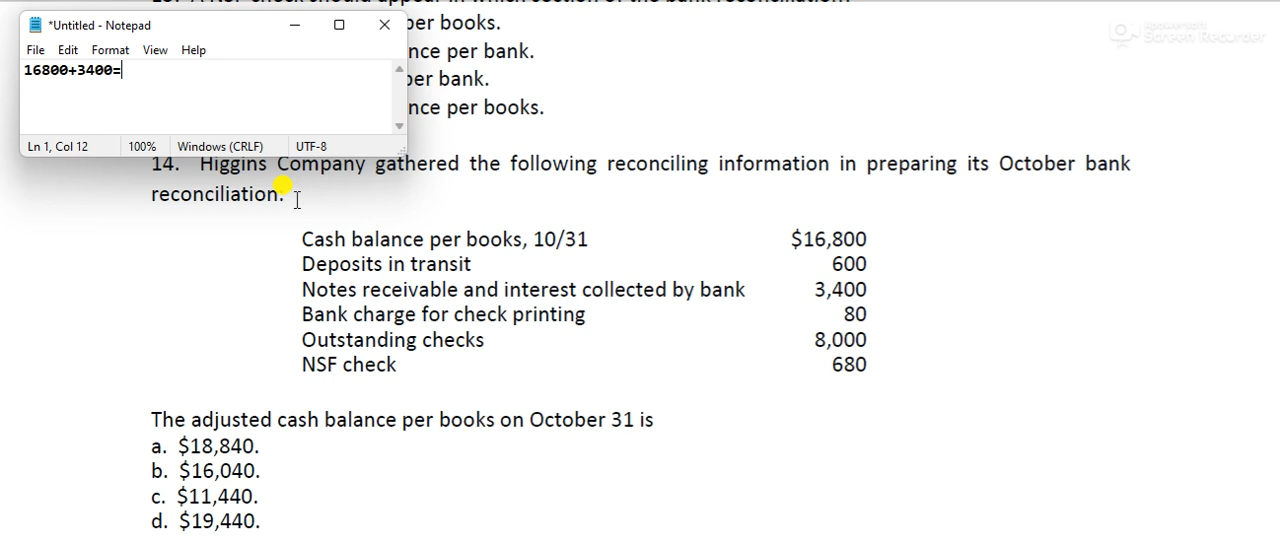 *Untitled - Notepad
File Edit Format View Help
16800+3400=
Ln 1, Col 12 100% Windows (CRLF) UTF-8
per books.
nce per bank.
per bank.
nce per books.
14. Higgins Company gathered the following reconciling information in preparing its October bank
reconciliation:
Cash balance per books, 10/31 $16,800
Deposits in transit 600
Notes receivable and interest collected by bank 3,400
Bank charge for check printing 80
Outstanding checks 8,000
NSF check 680
The adjusted cash balance per books on October 31 is
a. $18,840.
b. $16,040.
c. $11,440.
d. $19,440.
Apowersoft
Screen Recorder